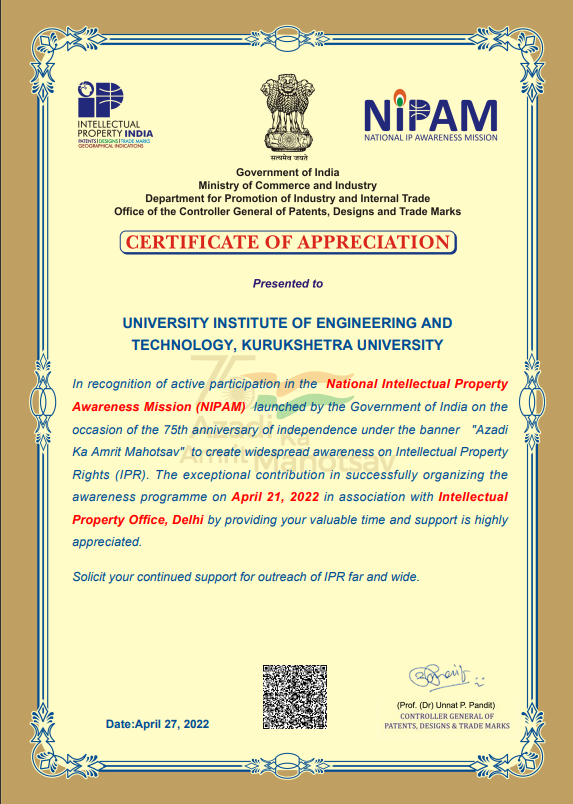 INTELLECTUAL
PROPERTY INDIA
PATENTS | DESIGNS | TRADE MARKS
GEOGRAPHICAL INDICATIONS
सत्यमेव जयते
NIPAM
NATIONAL IP AWARENESS MISSION
Government of India
Ministry of Commerce and Industry
Department for Promotion of Industry and Internal Trade
Office of the Controller General of Patents, Designs and Trade Marks
CERTIFICATE OF APPRECIATION
Presented to
UNIVERSITY INSTITUTE OF ENGINEERING AND
TECHNOLOGY, KURUKSHETRA UNIVERSITY
In recognition of active participation in the National Intellectual Property
Awareness Mission (NIPAM) launched by the Government of India on the
occasion of the 75th anniversary of independence under the banner "Azadi
Ka Amrit Mahotsav" to create widespread awareness on Intellectual Property
Rights (IPR). The exceptional contribution in successfully organizing the
awareness programme on April 21, 2022 in association with Intellectual
Property Office, Delhi by providing your valuable time and support is highly
appreciated.
75
Azadi
Ka
Amrit Mahotsav
Solicit your continued support for outreach of IPR far and wide.
Date:April 27, 2022
(Prof. (Dr) Unnat P. Pandit)
CONTROLLER GENERAL OF
PATENTS, DESIGNS & TRADE MARKS